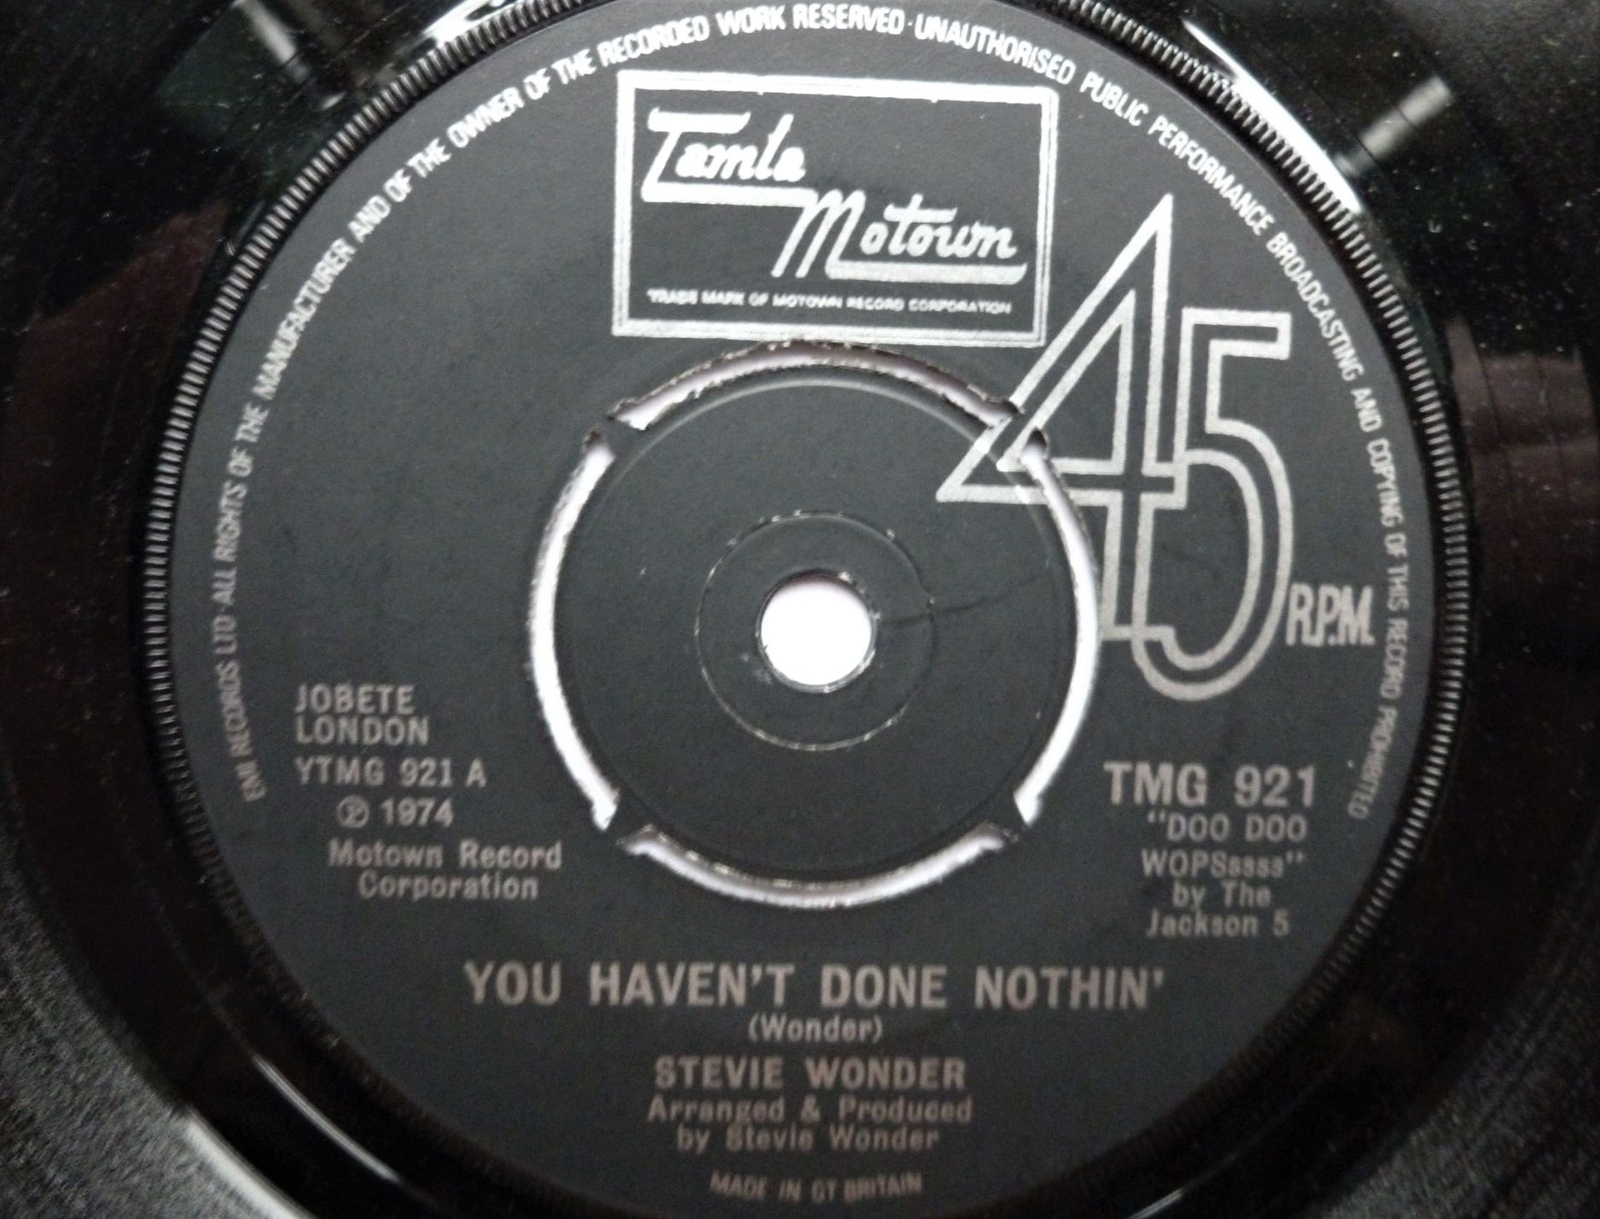 EMI RECORDS LTD · ALL RIGHTS OF THE MANUFACTURER AND OF THE OWNER OF THE RECORDED WORK RESERVED · UNAUTHORISED PUBLIC PERFORMANCE BROADCASTING AND COPYING OF THIS RECORD PROHIBITED
Tamla
Motown
TRADE MARK OF MOTOWN RECORD CORPORATION
45
R.P.M.
JOBETE
LONDON
YTMG 921 A
℗ 1974
Motown Record
Corporation
TMG 921
"DOO DOO
WOPSssss"
by The
Jackson 5
YOU HAVEN'T DONE NOTHIN'
(Wonder)
STEVIE WONDER
Arranged & Produced
by Stevie Wonder
MADE IN GT BRITAIN